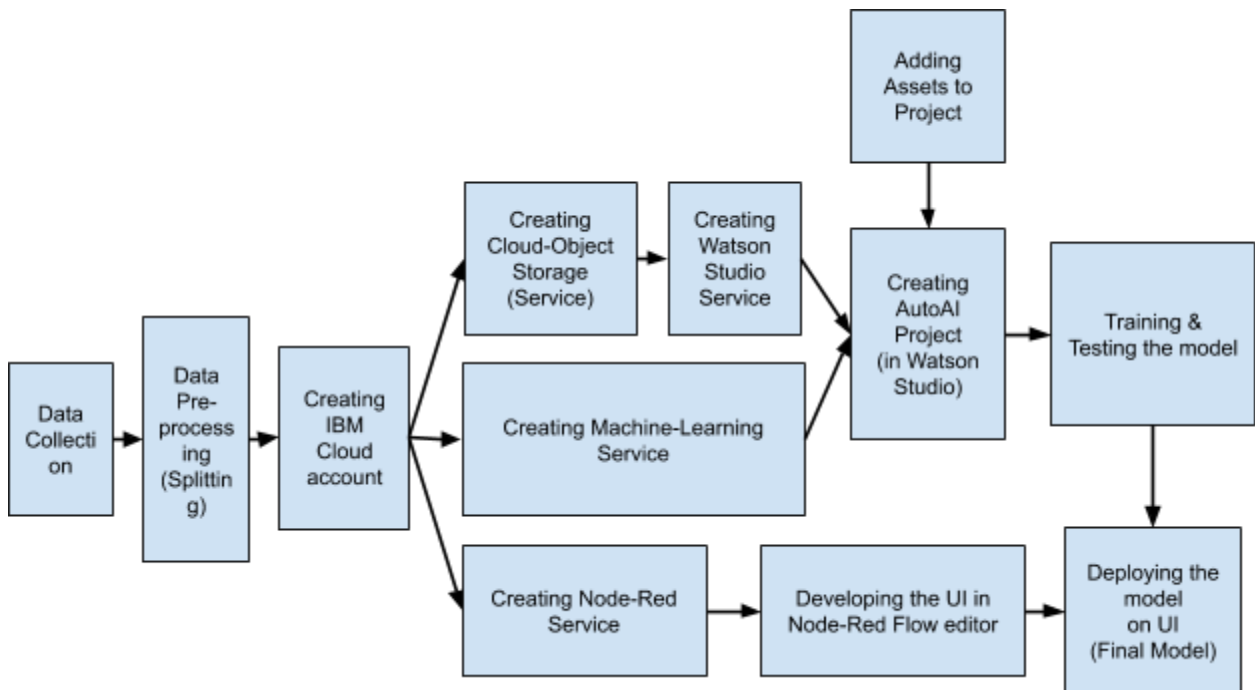 Adding
Assets to
Project
Creating
Cloud-Object
Storage
(Service)
Creating
Watson
Studio
Service
Creating
AutoAI
Project
(in Watson
Studio)
Training &
Testing the model
Data
Collecti
on
Data
Pre-
process
ing
(Splittin
g)
Creating
IBM
Cloud
account
Creating Machine-Learning
Service
Creating Node-Red
Service
Developing the UI in
Node-Red Flow editor
Deploying the
model
on UI
(Final Model)